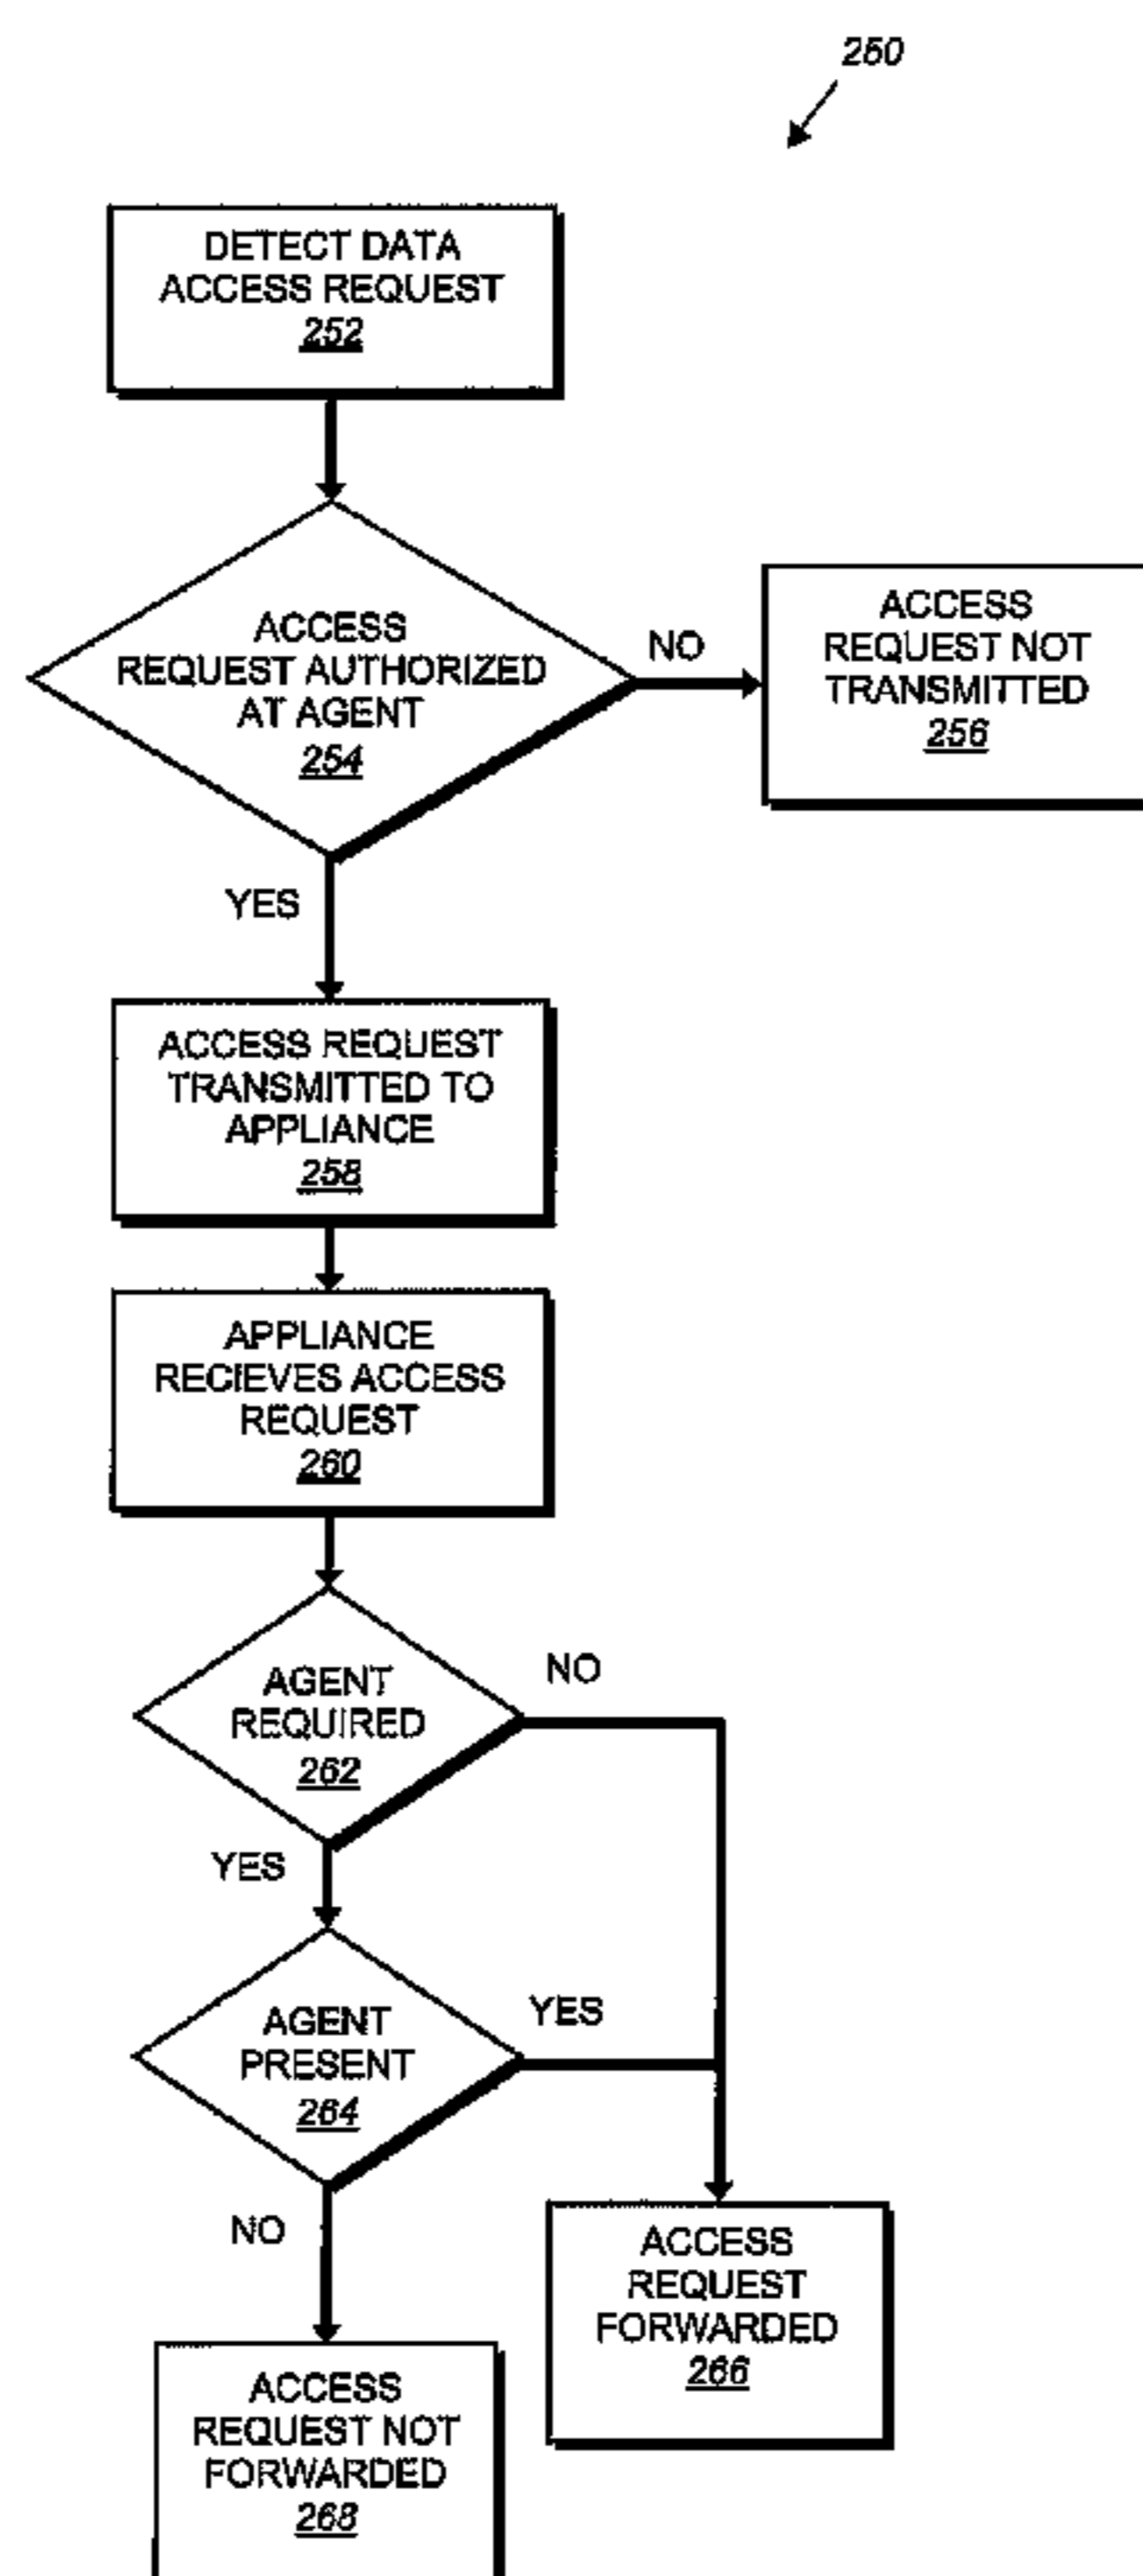 250
DETECT DATA
ACCESS REQUEST
252
ACCESS
REQUEST AUTHORIZED
AT AGENT
254
NO
ACCESS
REQUEST NOT
TRANSMITTED
256
YES
ACCESS REQUEST
TRANSMITTED TO
APPLIANCE
258
APPLIANCE
RECIEVES ACCESS
REQUEST
260
AGENT
REQUIRED
262
NO
YES
AGENT
PRESENT
264
YES
NO
ACCESS
REQUEST
FORWARDED
266
ACCESS
REQUEST NOT
FORWARDED
268